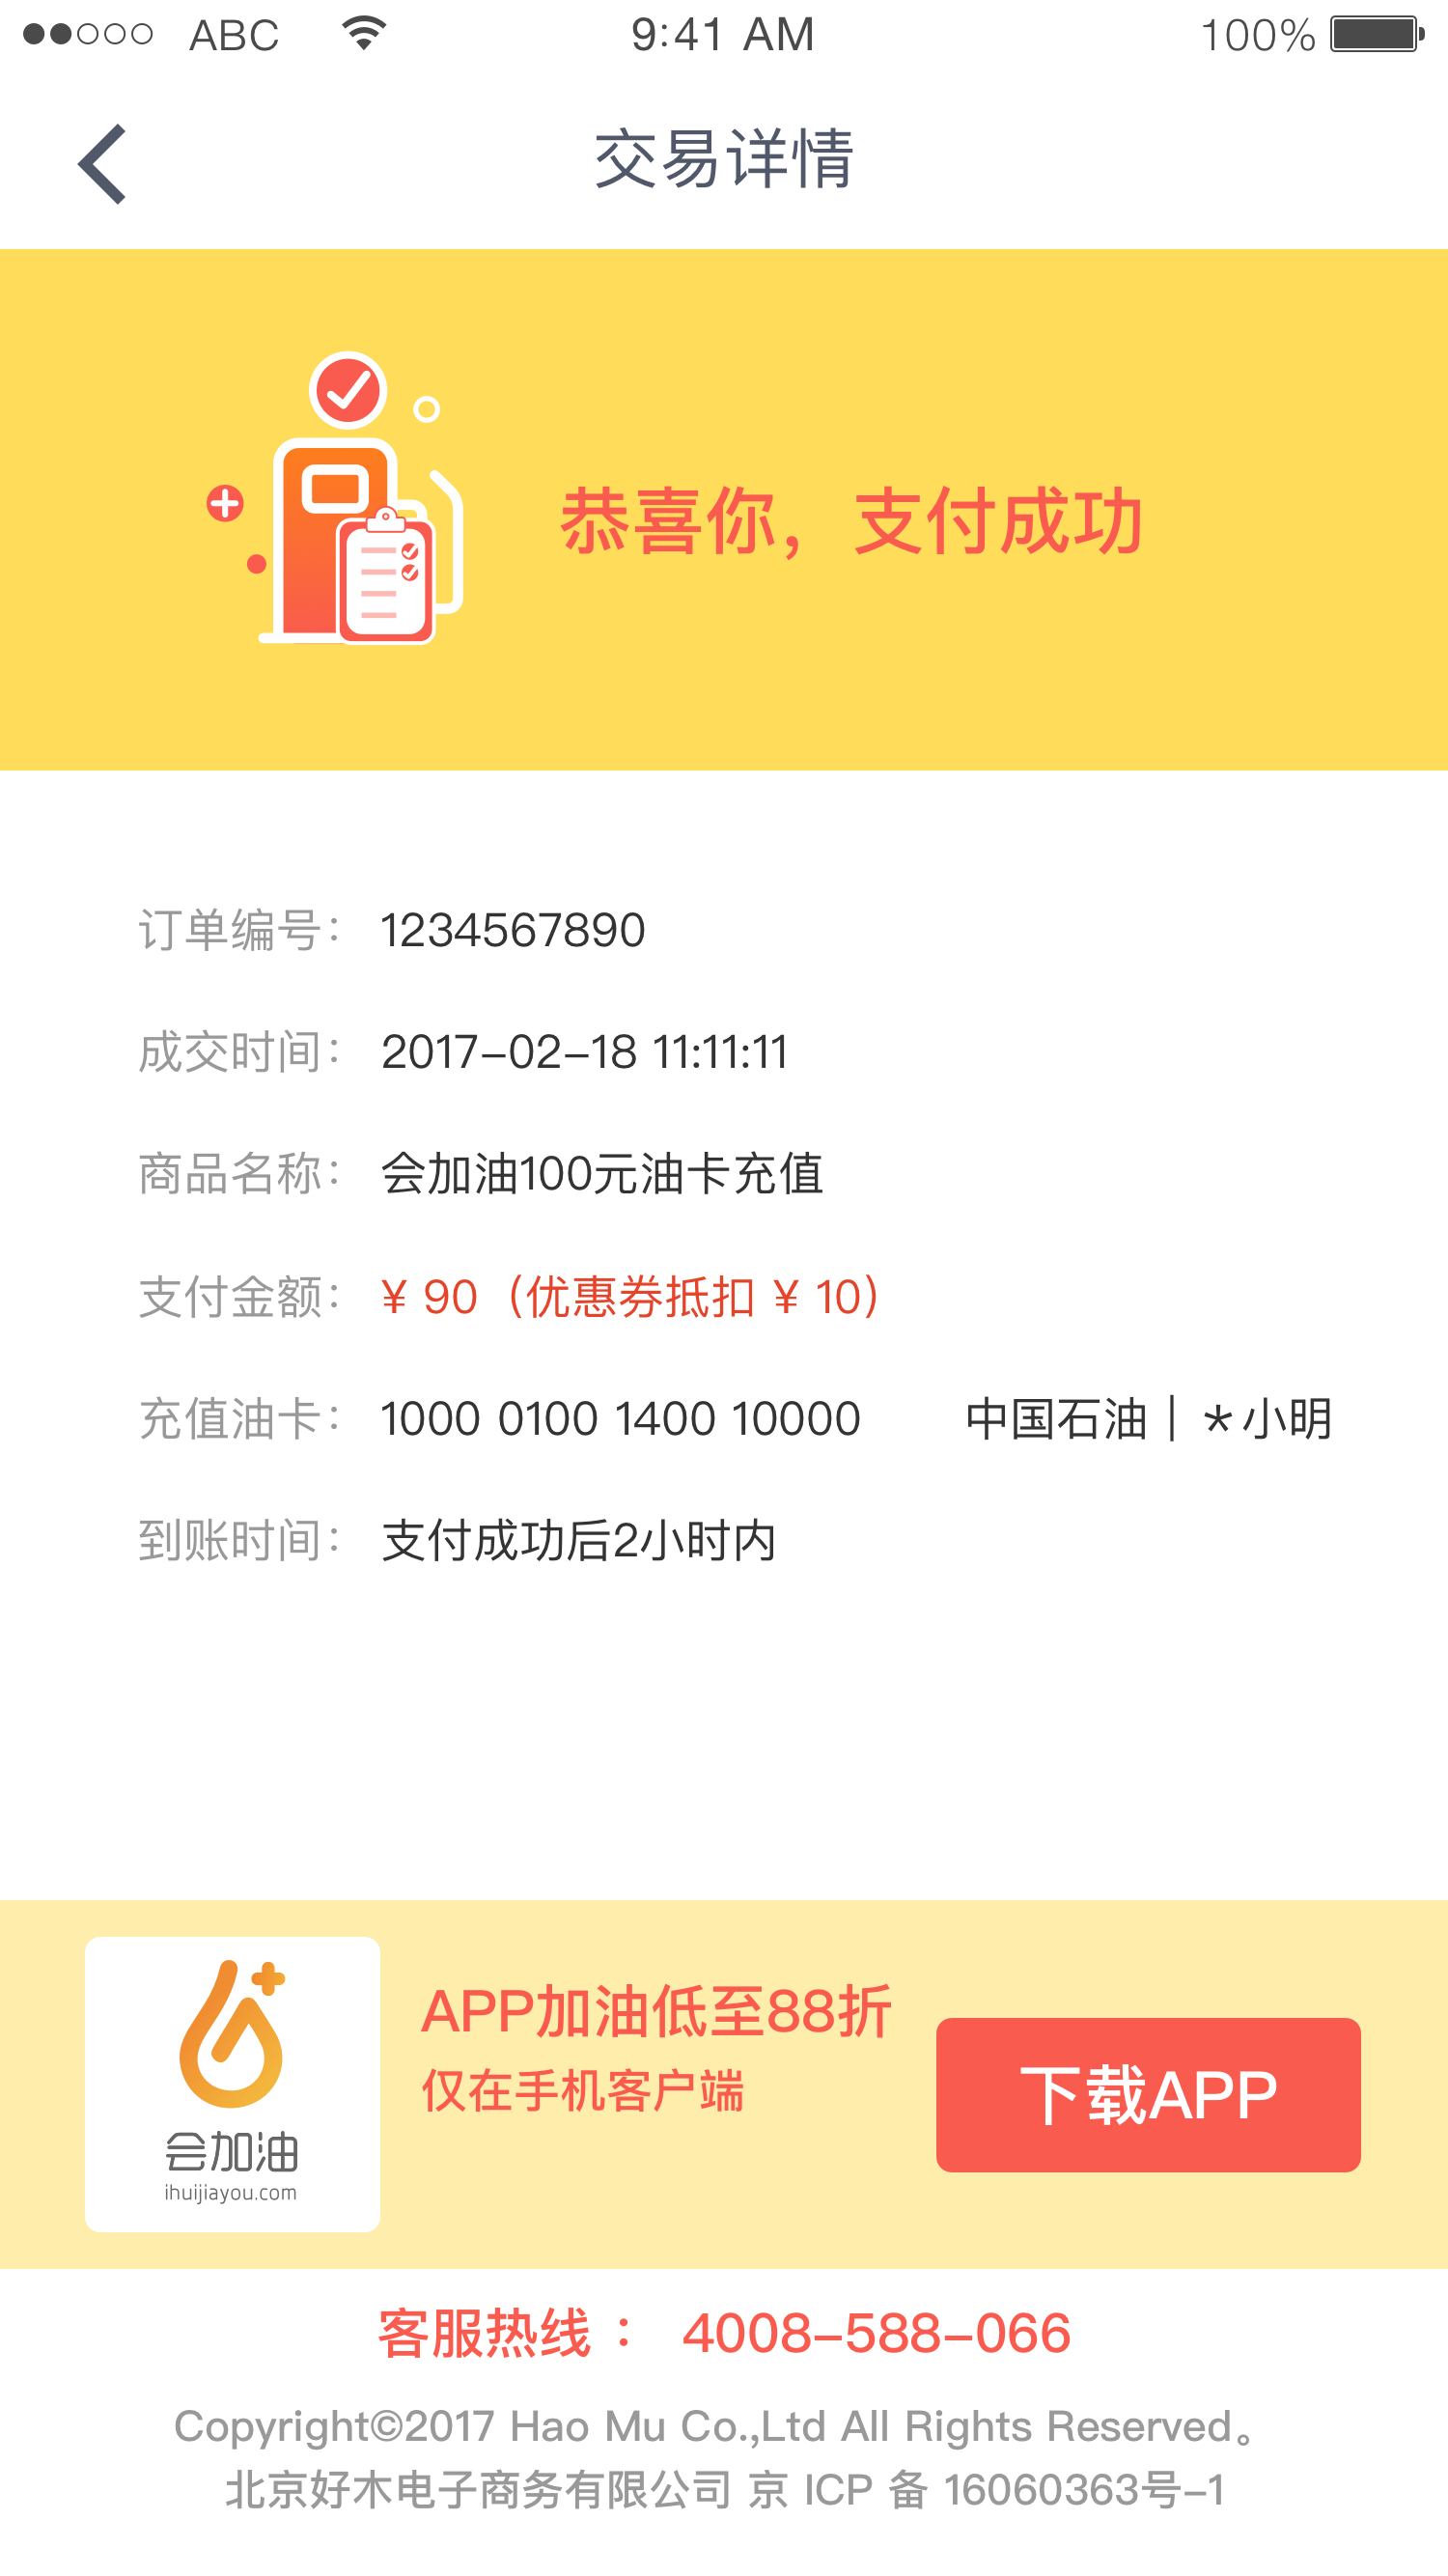 ABC 9:41 AM 100%
交易详情
恭喜你，支付成功
订单编号： 1234567890
成交时间： 2017-02-18 11:11:11
商品名称： 会加油100元油卡充值
支付金额： ¥ 90（优惠券抵扣 ¥ 10）
充值油卡： 1000 0100 1400 10000 中国石油｜＊小明
到账时间： 支付成功后2小时内
APP加油低至88折
仅在手机客户端
下载APP
会加油
ihuijiayou.com
客服热线 ： 4008-588-066
Copyright©2017 Hao Mu Co.,Ltd All Rights Reserved。
北京好木电子商务有限公司 京 ICP 备 16060363号-1